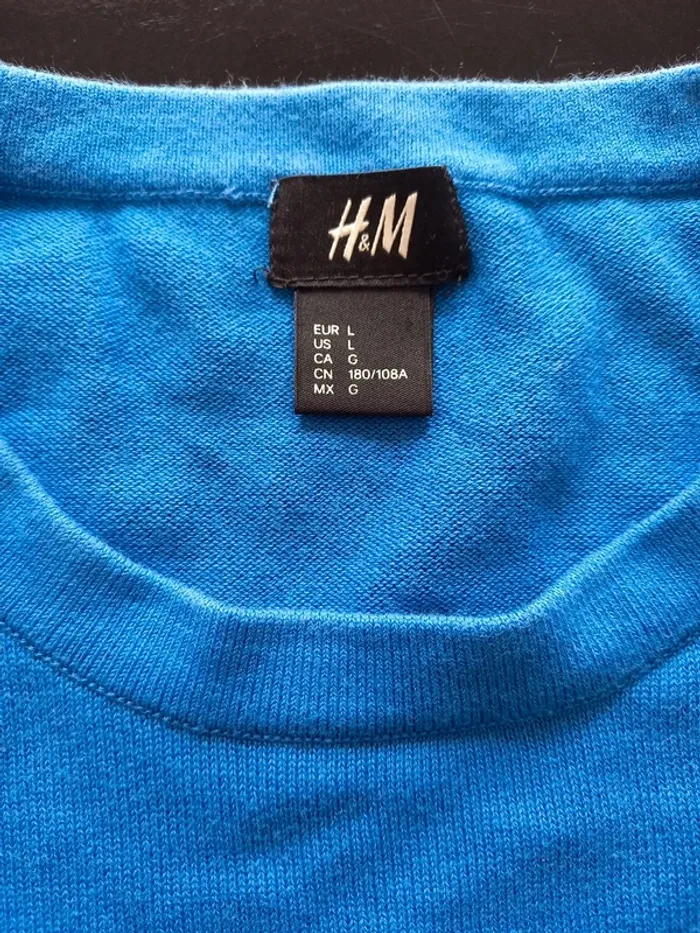 H&M
EUR L
US L
CA G
CN 180/108A
MX G